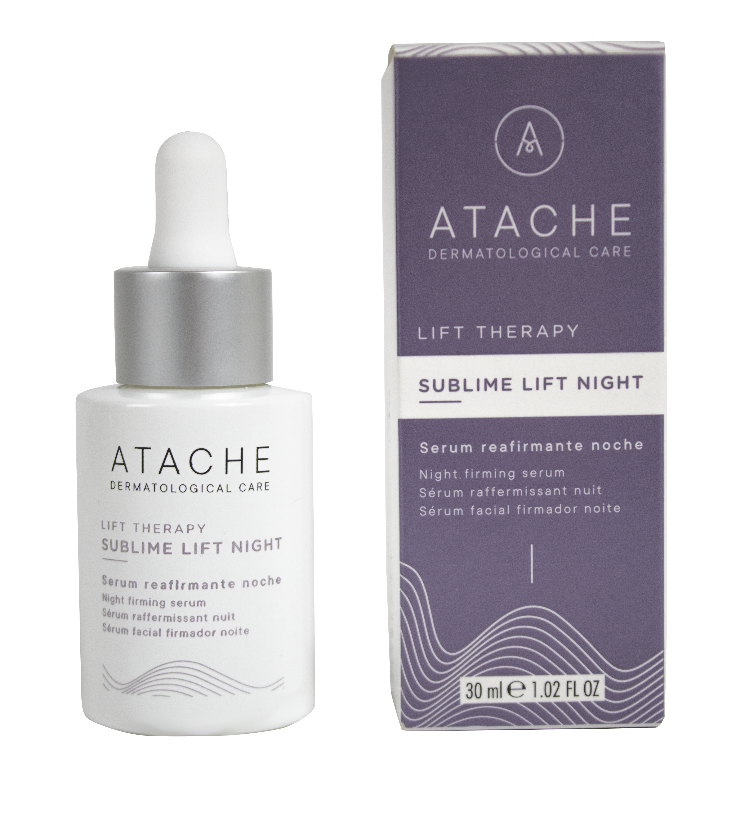 ATACHE
DERMATOLOGICAL CARE
LIFT THERAPY
SUBLIME LIFT NIGHT
Serum reafirmante noche
Night firming serum
Sérum raffermissant nuit
Sérum facial firmador noite
A
ATACHE
DERMATOLOGICAL CARE
LIFT THERAPY
SUBLIME LIFT NIGHT
Serum reafirmante noche
Night firming serum
Sérum raffermissant nuit
Sérum facial firmador noite
30 ml ℮ 1.02 FL OZ